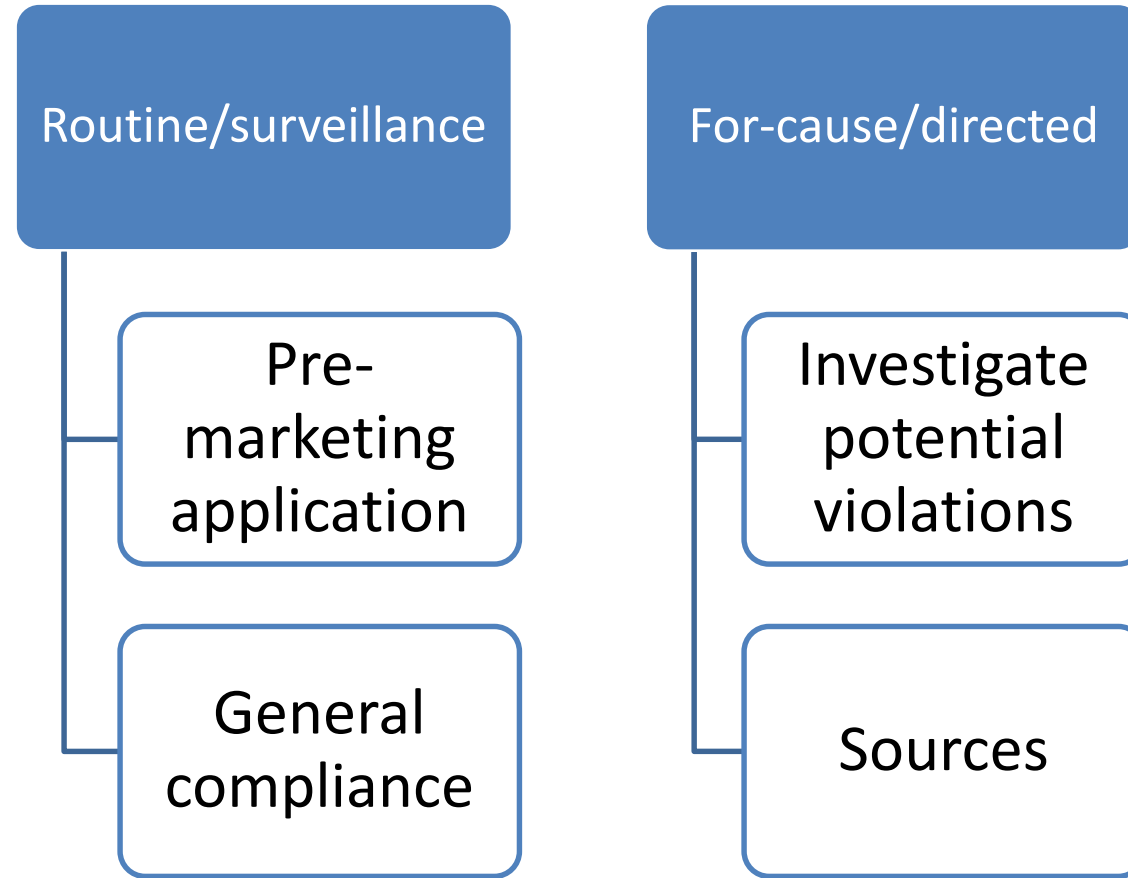 Routine/surveillance
Pre-
marketing
application
General
compliance
For-cause/directed
Investigate
potential
violations
Sources